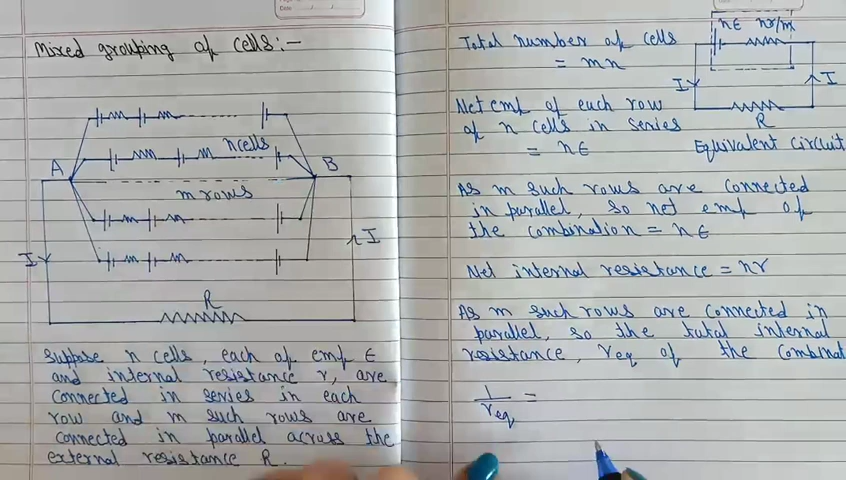 Mixed grouping of cells:-
n cells
A
B
m rows
I
I
R
Suppose n cells, each of emf ϵ
and internal resistance r, are
connected in series in each
row and m such rows are
connected in parallel across the
external resistance R.
Total number of cells
= mn
nϵ nr/m
I
I
R
Equivalent circuit
Net emf of each row
of n cells in series
= nϵ
As m such rows are connected
in parallel, so net emf of
the combination = nϵ
Net internal resistance = nr
As m such rows are connected in
parallel, so the total internal
resistance, req of the combinat
1/req =